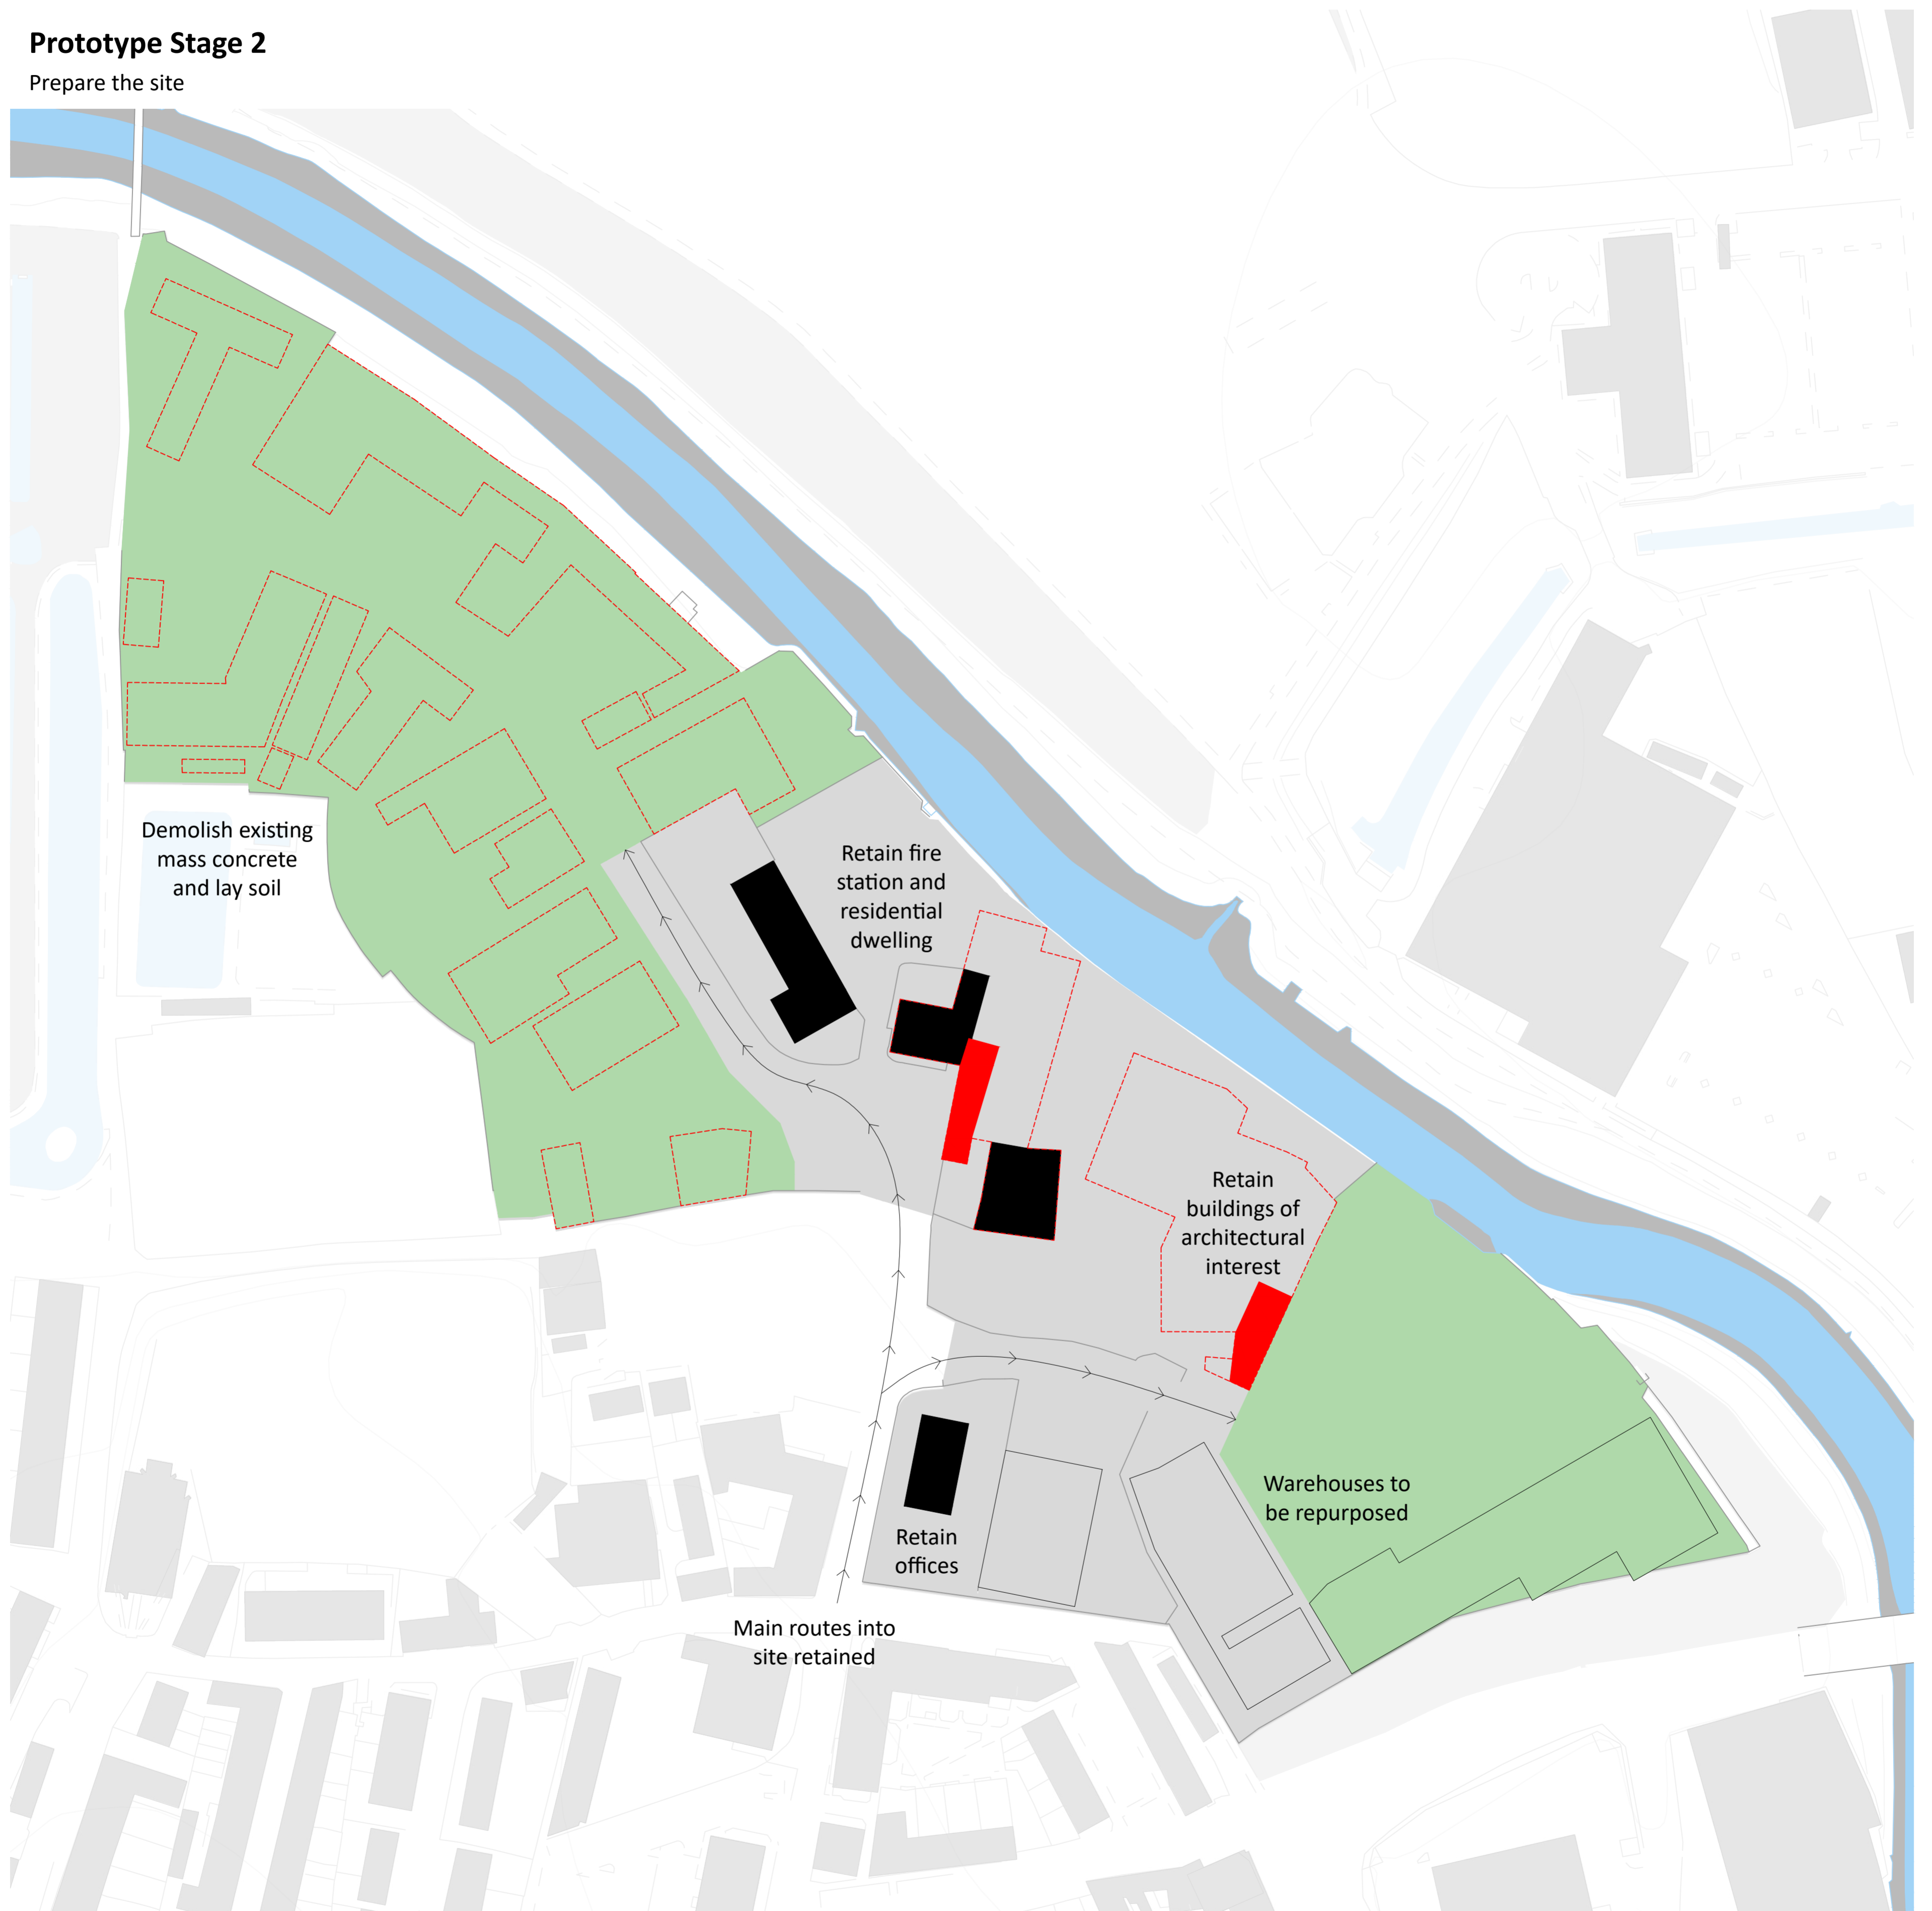 Prototype Stage 2
Prepare the site
Demolish existing
mass concrete
and lay soil
Retain fire
station and
residential
dwelling
Retain
buildings of
architectural
interest
Warehouses to
be repurposed
Retain
offices
Main routes into
site retained